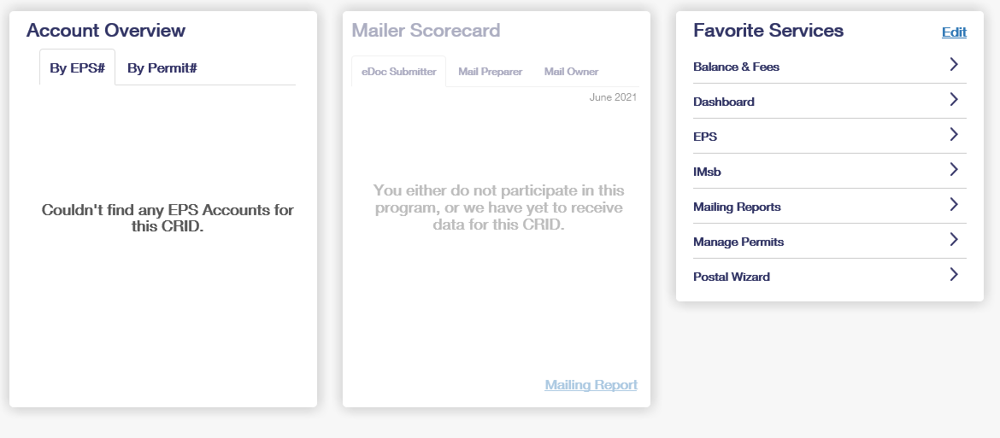 Account Overview
By EPS# By Permit#
Couldn't find any EPS Accounts for
this CRID.
Mailer Scorecard
eDoc Submitter Mail Preparer Mail Owner
June 2021
You either do not participate in this
program, or we have yet to receive
data for this CRID.
Mailing Report
Favorite Services Edit
Balance & Fees
Dashboard
EPS
IMsb
Mailing Reports
Manage Permits
Postal Wizard